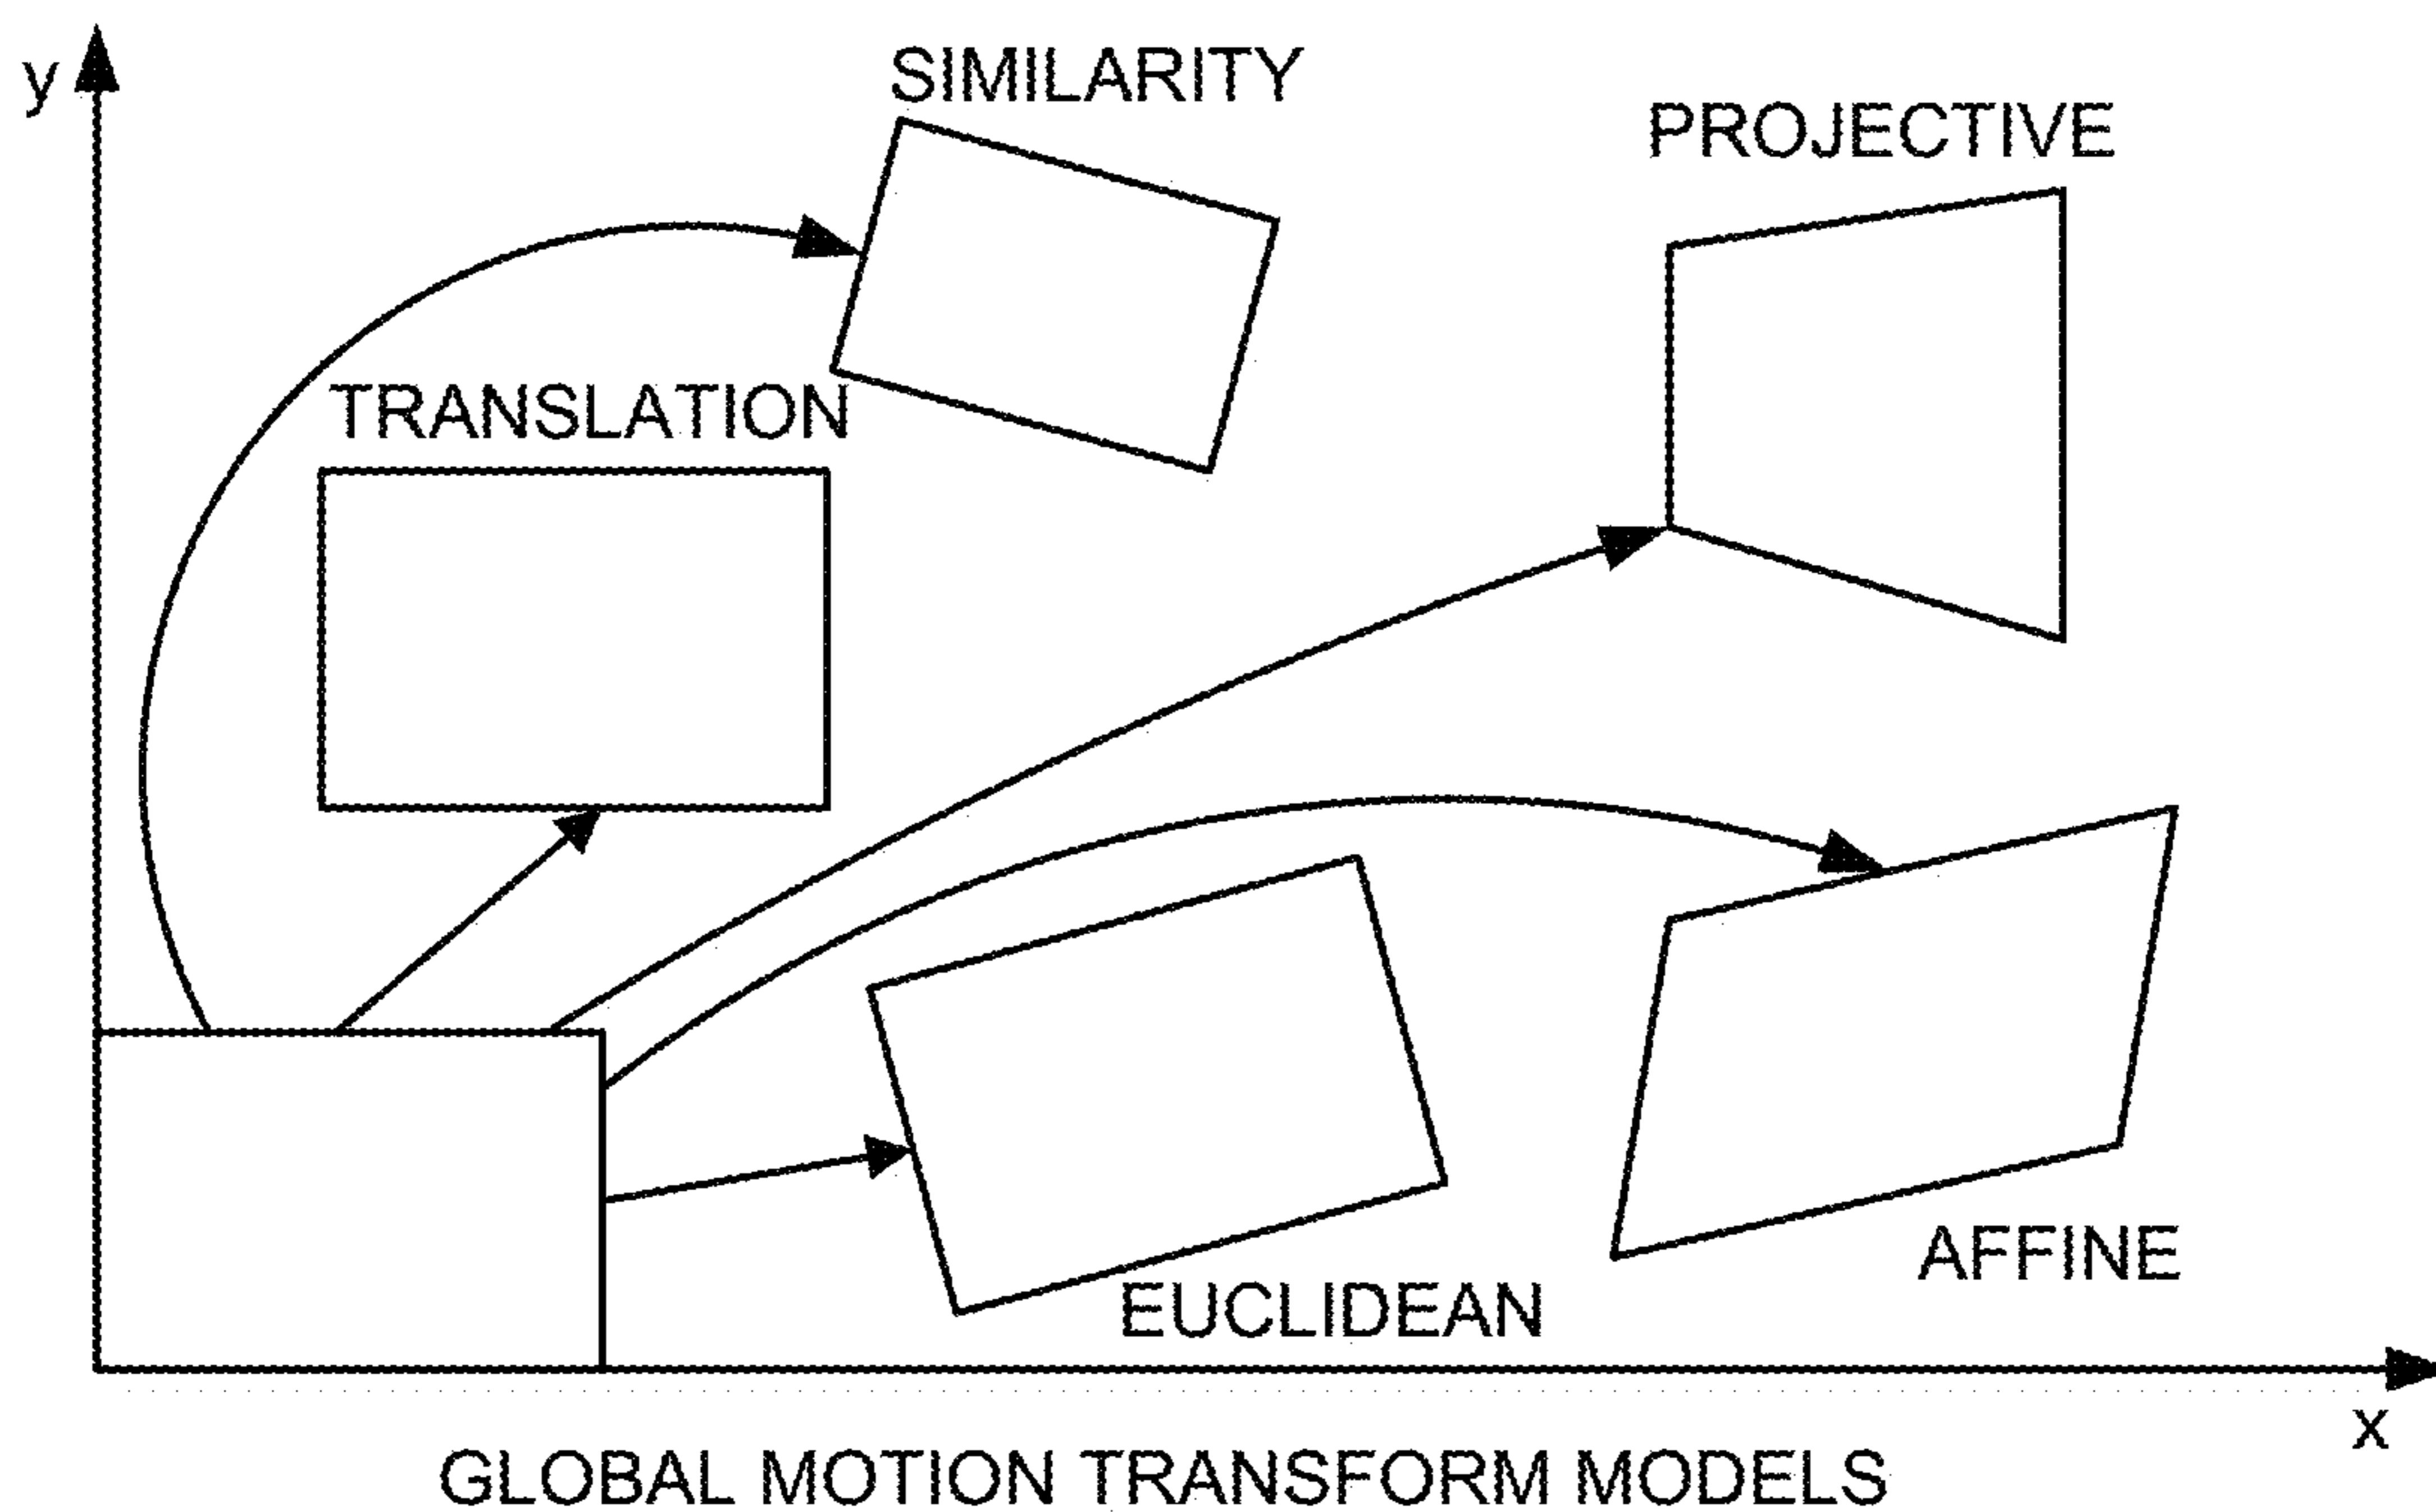 y
SIMILARITY
PROJECTIVE
TRANSLATION
AFFINE
EUCLIDEAN
x
GLOBAL MOTION TRANSFORM MODELS